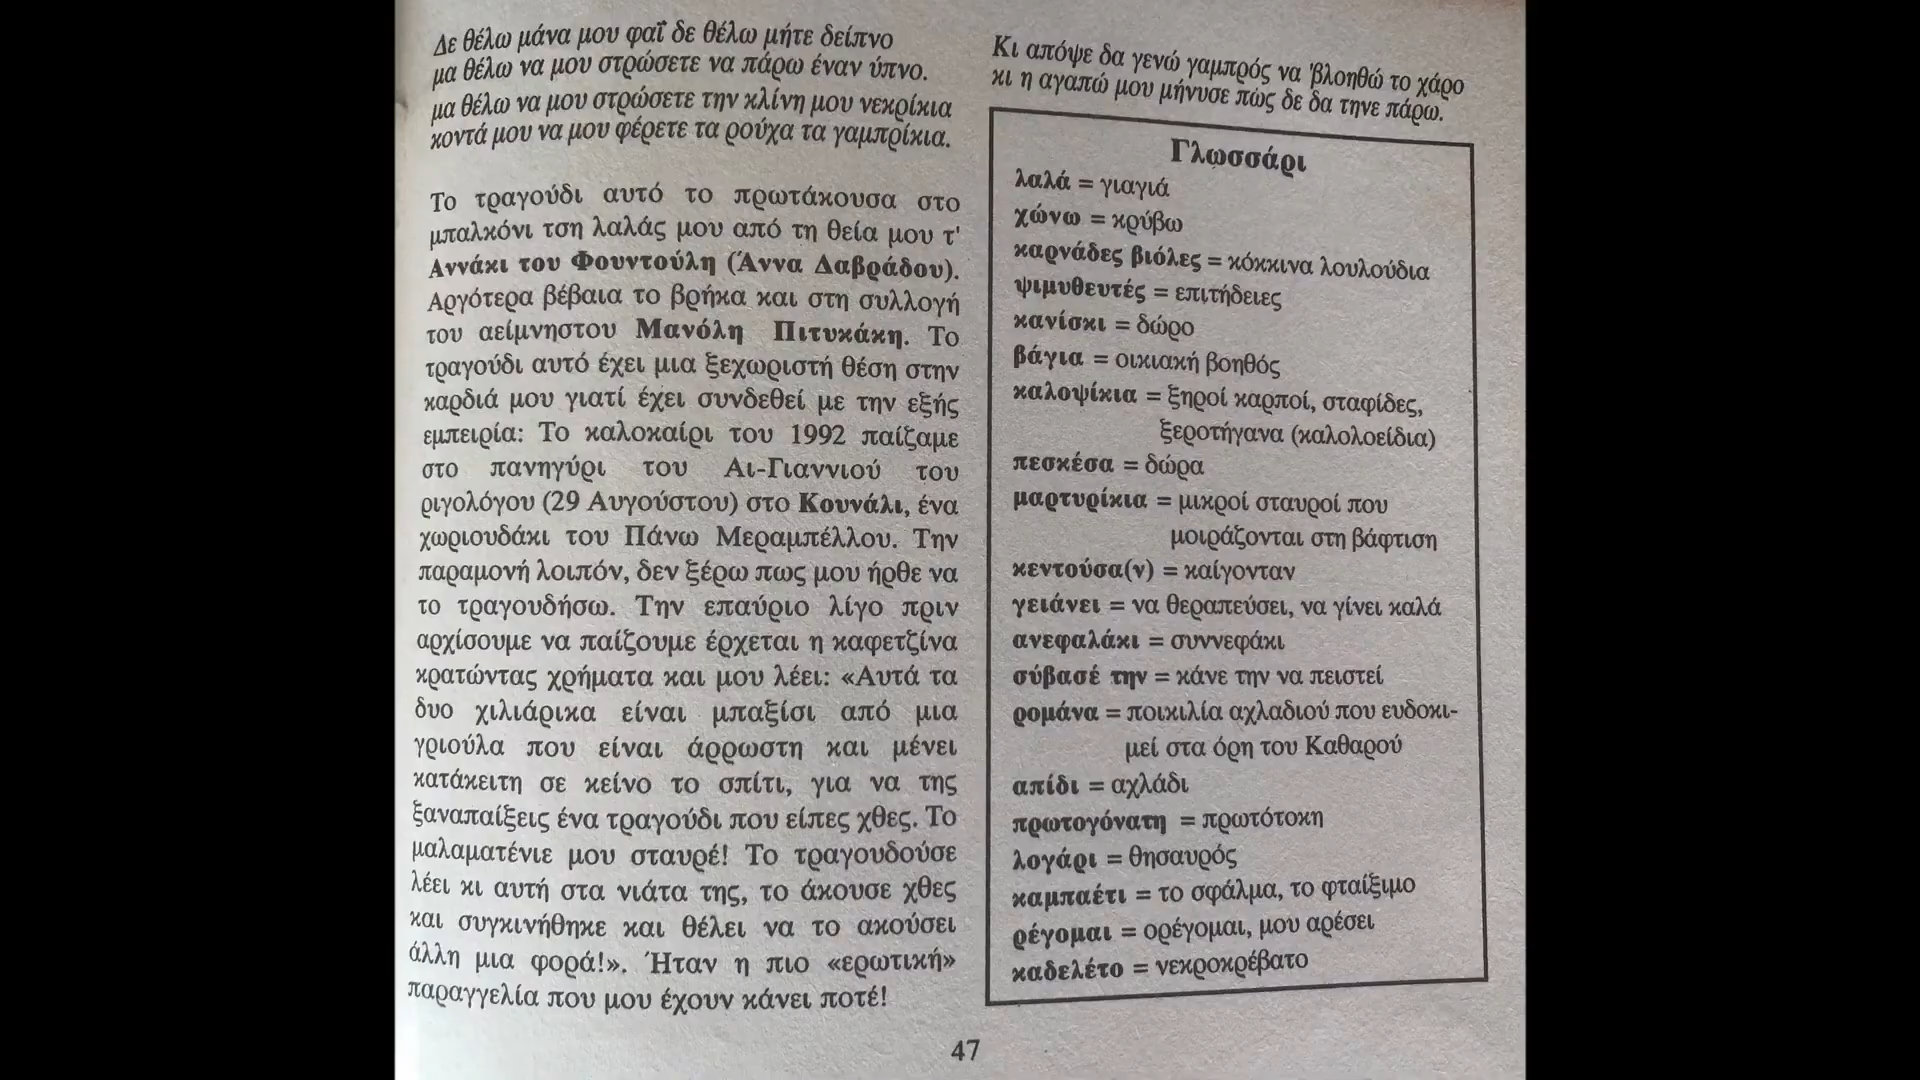 Δε θέλω μάνα μου φαΐ δε θέλω μήτε δείπνο
μα θέλω να μου στρώσετε να πάρω έναν ύπνο.
μα θέλω να μου στρώσετε την κλίνη μου νεκρίκια
κοντά μου να μου φέρετε τα ρούχα τα γαμπρίκια.
Το τραγούδι αυτό το πρωτάκουσα στο
μπαλκόνι τση λαλάς μου από τη θεία μου τ'
Αννάκι του Φουντούλη (Άννα Δαβράδου).
Αργότερα βέβαια το βρήκα και στη συλλογή
του αείμνηστου Μανόλη Πιτυκάκη. Το
τραγούδι αυτό έχει μια ξεχωριστή θέση στην
καρδιά μου γιατί έχει συνδεθεί με την εξής
εμπειρία: Το καλοκαίρι του 1992 παίζαμε
στο πανηγύρι του Αι-Γιαννιού του
ριγολόγου (29 Αυγούστου) στο Κουνάλι, ένα
χωριουδάκι του Πάνω Μεραμπέλλου. Την
παραμονή λοιπόν, δεν ξέρω πως μου ήρθε να
το τραγουδήσω. Την επαύριο λίγο πριν
αρχίσουμε να παίζουμε έρχεται η καφετζίνα
κρατώντας χρήματα και μου λέει: «Αυτά τα
δυο χιλιάρικα είναι μπαξίσι από μια
γριούλα που είναι άρρωστη και μένει
κατάκειτη σε κείνο το σπίτι, για να της
ξαναπαίξεις ένα τραγούδι που είπες χθες. Το
μαλαματένιε μου σταυρέ! Το τραγουδούσε
λέει κι αυτή στα νιάτα της, το άκουσε χθες
και συγκινήθηκε και θέλει να το ακούσει
άλλη μια φορά!». Ήταν η πιο «ερωτική»
παραγγελία που μου έχουν κάνει ποτέ!
Κι απόψε δα γενώ γαμπρός να 'βλοηθώ το χάρο
κι η αγαπώ μου μήνυσε πὼς δε δα τηνε πάρω.
Γλωσσάρι
λαλά = γιαγιά
χώνω = κρύβω
καρνάδες βιόλες = κόκκινα λουλούδια
ψιμυθευτές = επιτήδειες
κανίσκι = δώρο
βάγια = οικιακή βοηθός
καλοψίκια = ξηροί καρποί, σταφίδες,
ξεροτήγανα (καλολοείδια)
πεσκέσα = δώρα
μαρτυρίκια = μικροί σταυροί που
μοιράζονται στη βάφτιση
κεντούσα(ν) = καίγονταν
γειάνει = να θεραπεύσει, να γίνει καλά
ανεφαλάκι = συννεφάκι
σύβασέ την = κάνε την να πειστεί
ρομάνα = ποικιλία αχλαδιού που ευδοκι-
μεί στα όρη του Καθαρού
απίδι = αχλάδι
πρωτογόνατη = πρωτότοκη
λογάρι = θησαυρός
καμπαέτι = το σφάλμα, το φταίξιμο
ρέγομαι = ορέγομαι, μου αρέσει
καδελέτο = νεκροκρέβατο
47